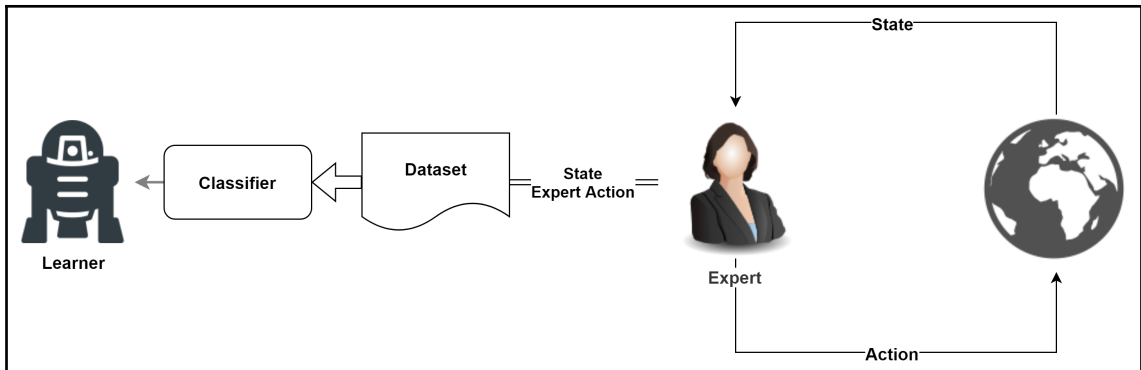 State
Dataset
Classifier
State
Expert Action
Learner
Expert
Action